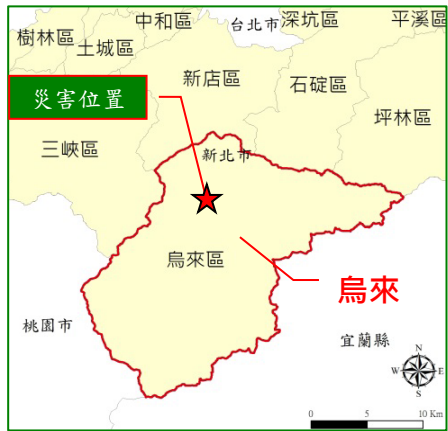 中和區
台北市
深坑區
平溪區
樹林區
土城區
新店區
石碇區
災害位置
坪林區
三峽區
新北市
烏來區
烏來
桃園市
宜蘭縣
N
W
E
S
0 5 10 Km